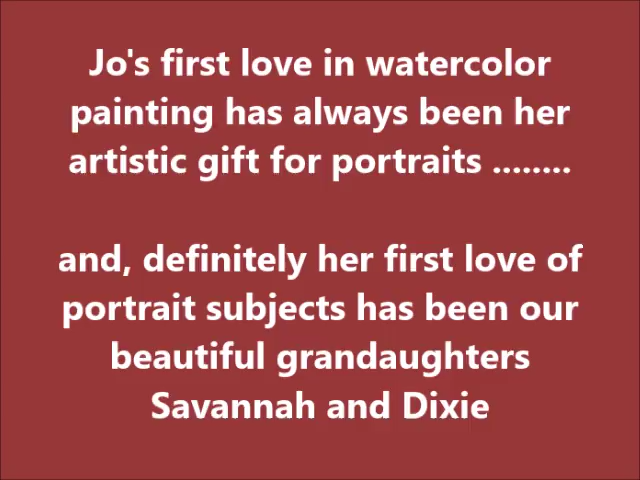 Jo's first love in watercolor
painting has always been her
artistic gift for portraits ........
and, definitely her first love of
portrait subjects has been our
beautiful grandaughters
Savannah and Dixie